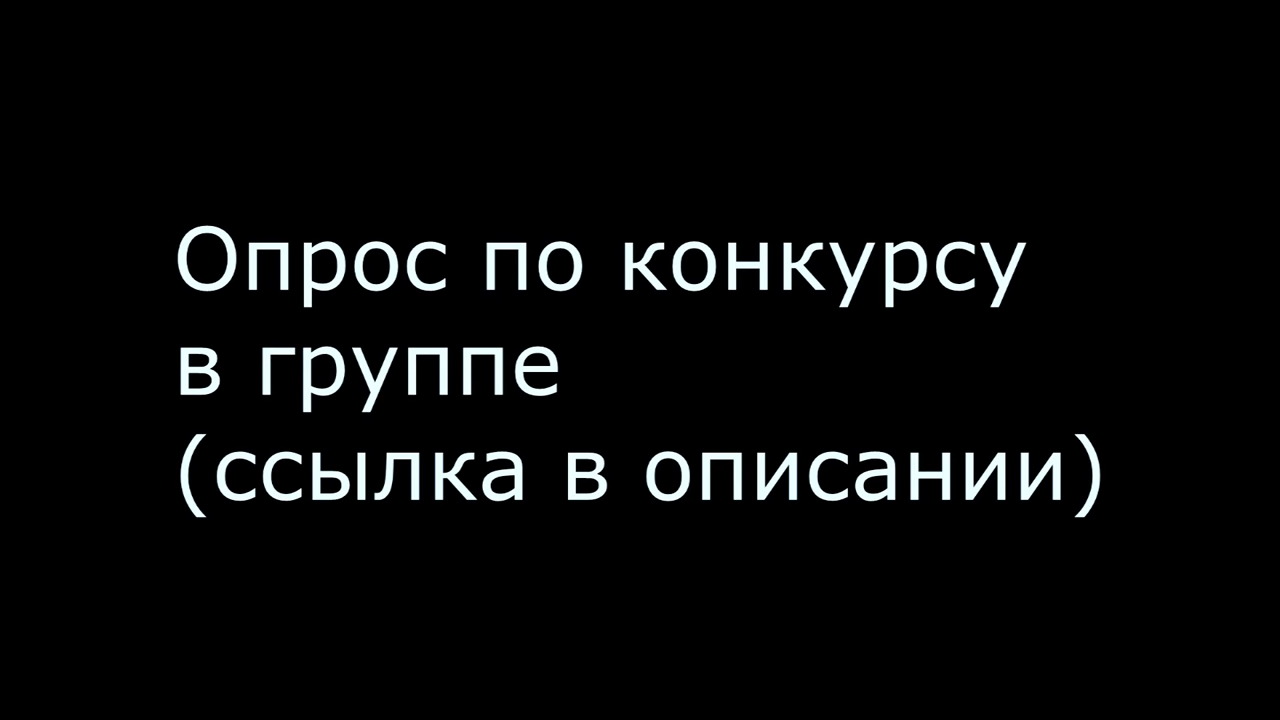 Опрос по конкурсу
в группе
(ссылка в описании)